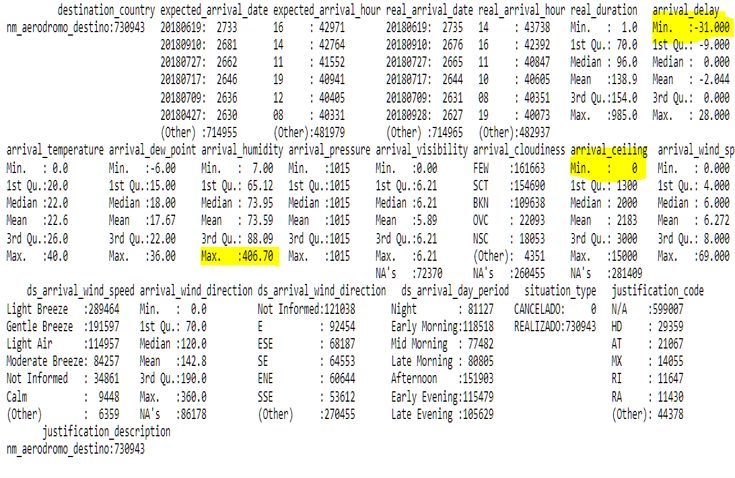 destination_country expected_arrival_date expected_arrival_hour real_arrival_date real_arrival_hour real_duration arrival_delay
nm_aerodromo_destino:730943 20180619: 2733 16 : 42971 20180619: 2735 14 : 43738 Min. : 1.0 Min. :-31.000
20180910: 2681 14 : 42764 20180910: 2676 16 : 42392 1st Qu.: 70.0 1st Qu.: -9.000
20180727: 2662 11 : 41552 20180727: 2665 11 : 40847 Median : 96.0 Median : 0.000
20180717: 2646 19 : 40941 20180717: 2644 10 : 40605 Mean :138.9 Mean : -2.044
20180709: 2636 12 : 40405 20180709: 2631 08 : 40351 3rd Qu.:154.0 3rd Qu.: 0.000
20180427: 2630 08 : 40331 20180928: 2627 19 : 40073 Max. :985.0 Max. : 28.000
(Other) :714955 (Other):481979 (Other) :714965 (Other):482937
arrival_temperature arrival_dew_point arrival_humidity arrival_pressure arrival_visibility arrival_cloudiness arrival_ceiling arrival_wind_sp
Min. : 0.0 Min. :-6.00 Min. : 7.00 Min. :1015 Min. :0.00 FEW :161663 Min. : 0 Min. : 0.000
1st Qu.:20.0 1st Qu.:15.00 1st Qu.: 65.12 1st Qu.:1015 1st Qu.:6.21 SCT :154690 1st Qu.: 1300 1st Qu.: 4.000
Median :22.0 Median :18.00 Median : 73.95 Median :1015 Median :6.21 BKN :109638 Median : 2000 Median : 6.000
Mean :22.6 Mean :17.67 Mean : 73.59 Mean :1015 Mean :5.89 OVC : 22093 Mean : 2183 Mean : 6.272
3rd Qu.:26.0 3rd Qu.:22.00 3rd Qu.: 88.09 3rd Qu.:1015 3rd Qu.:6.21 NSC : 18053 3rd Qu.: 3000 3rd Qu.: 8.000
Max. :40.0 Max. :36.00 Max. :406.70 Max. :1015 Max. :6.21 (Other): 4351 Max. :15000 Max. :69.000
NA's :72370 NA's :260455 NA's :281409
ds_arrival_wind_speed arrival_wind_direction ds_arrival_wind_direction ds_arrival_day_period situation_type justification_code
Light Breeze :289464 Min. : 0.0 Not Informed:121038 Night : 81127 CANCELADO: 0 N/A :599007
Gentle Breeze :191597 1st Qu.: 70.0 E : 92454 Early Morning:118518 REALIZADO:730943 HD : 29359
Light Air :114957 Median :120.0 ESE : 68187 Mid Morning : 77482 AT : 21067
Moderate Breeze: 84257 Mean :142.8 SE : 64553 Late Morning : 80805 MX : 14055
Not Informed : 34861 3rd Qu.:190.0 ENE : 60644 Afternoon :151903 RI : 11647
Calm : 9448 Max. :360.0 SSE : 53612 Early Evening:115479 RA : 11430
(Other) : 6359 NA's :86178 (Other) :270455 Late Evening :105629 (Other): 44378
justification_description
nm_aerodromo_destino:730943